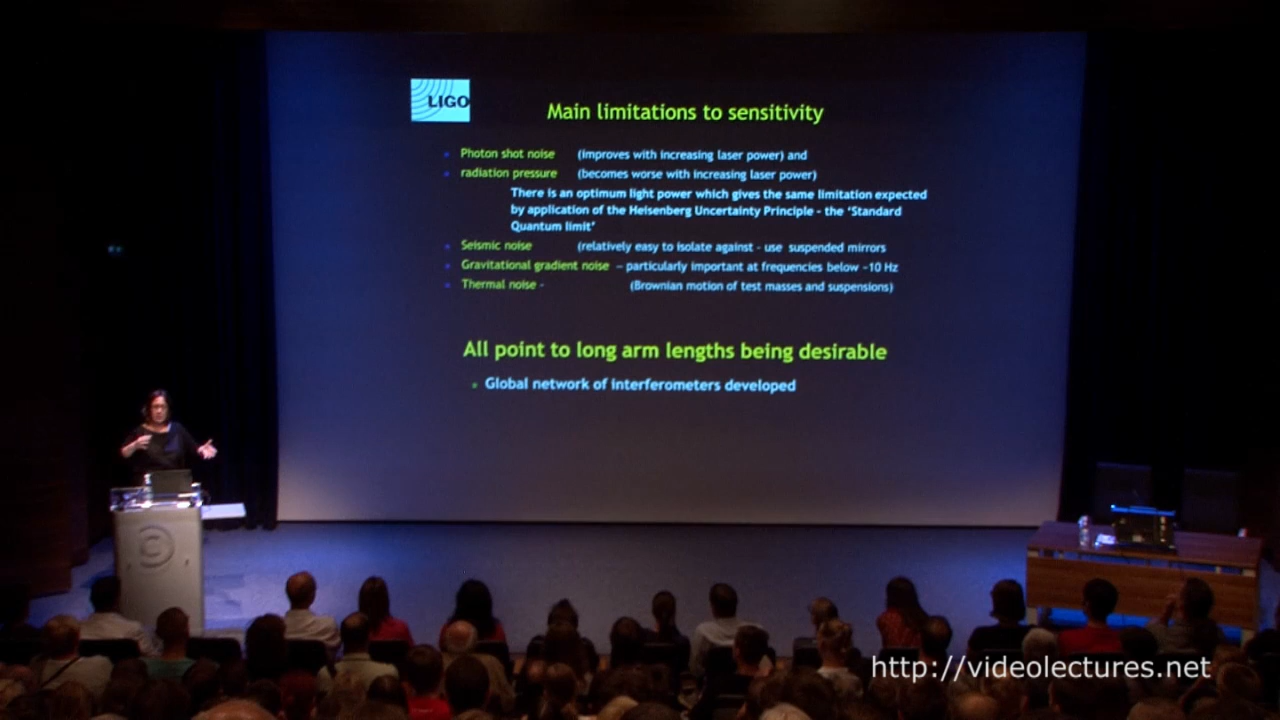 LIGO
Main limitations to sensitivity
Photon shot noise (improves with increasing laser power) and
radiation pressure (becomes worse with increasing laser power)
There is an optimum light power which gives the same limitation expected
by application of the Heisenberg Uncertainty Principle - the 'Standard
Quantum limit'
Seismic noise (relatively easy to isolate against - use suspended mirrors
Gravitational gradient noise – particularly important at frequencies below ~10 Hz
Thermal noise - (Brownian motion of test masses and suspensions)
All point to long arm lengths being desirable
Global network of interferometers developed
http://videolectures.net